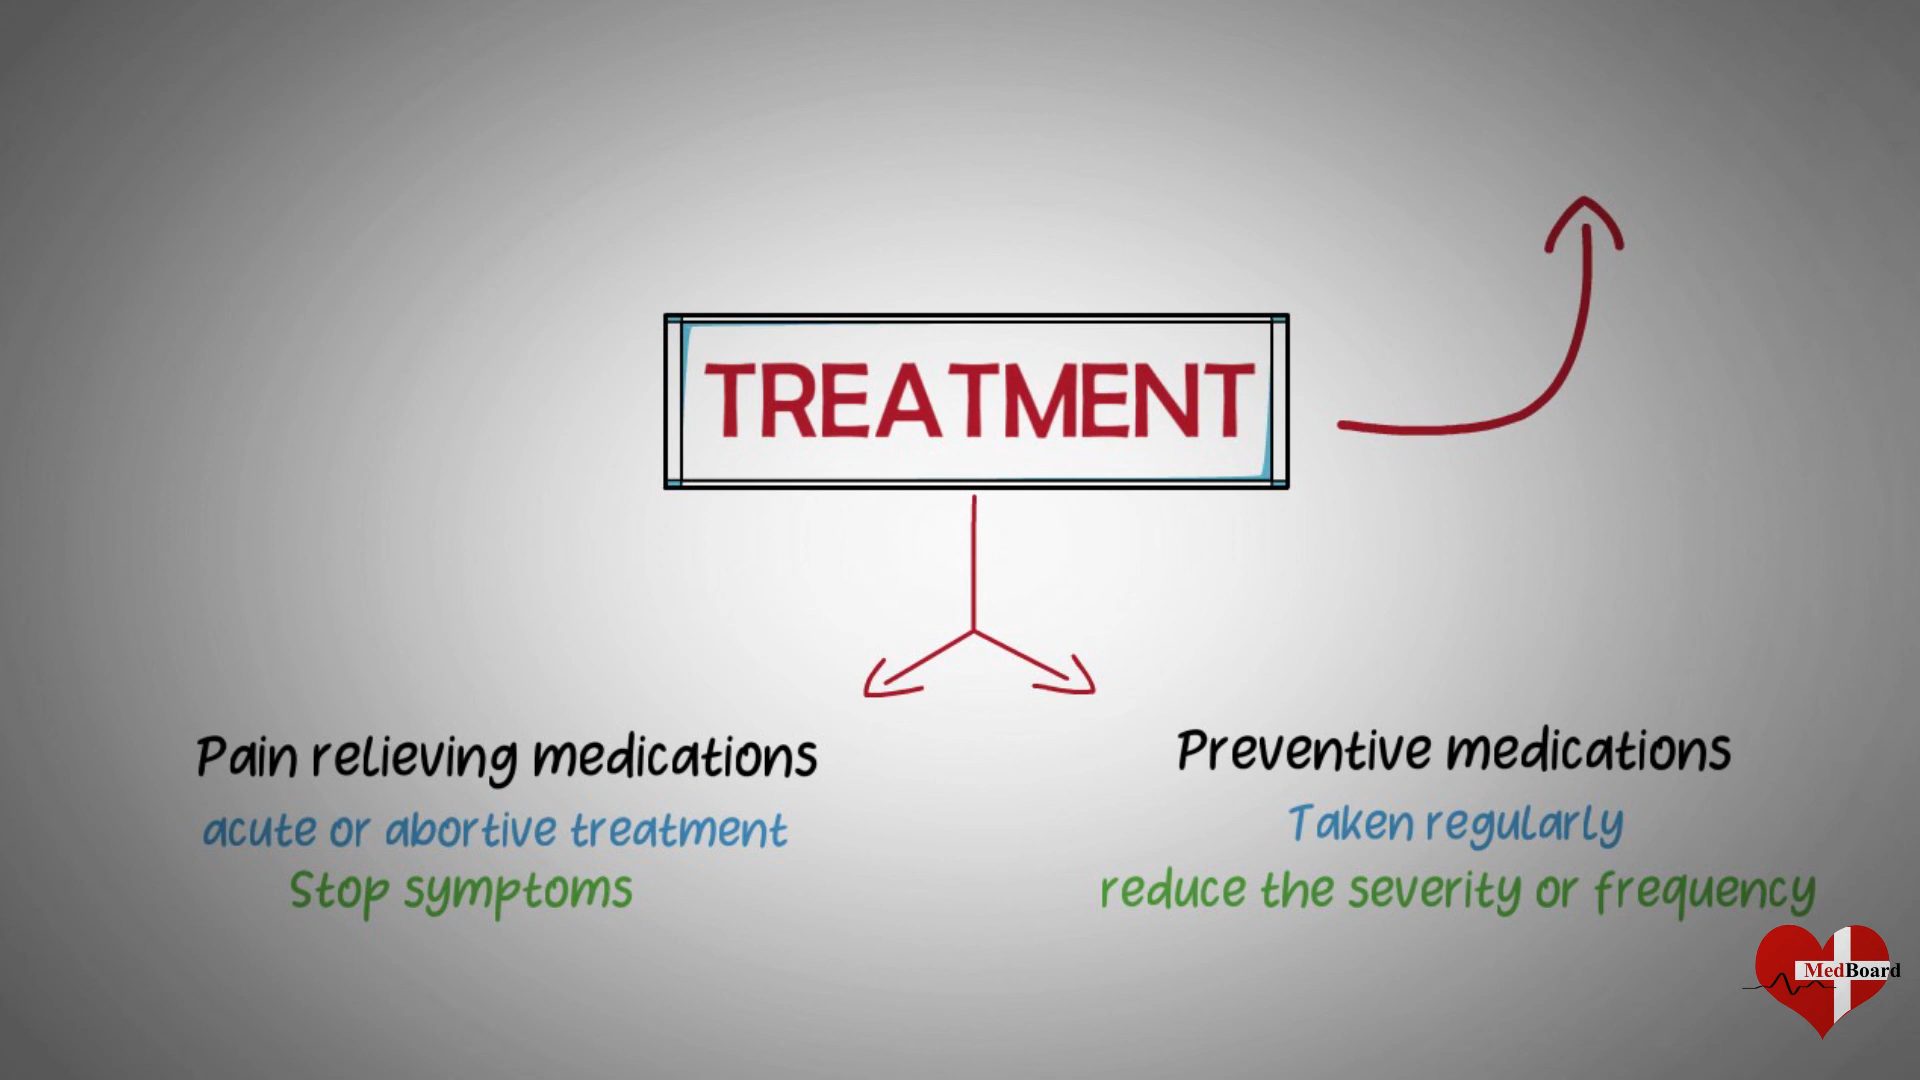 TREATMENT
Pain relieving medications
acute or abortive treatment
Stop symptoms
Preventive medications
Taken regularly
reduce the severity or frequency
MedBoard